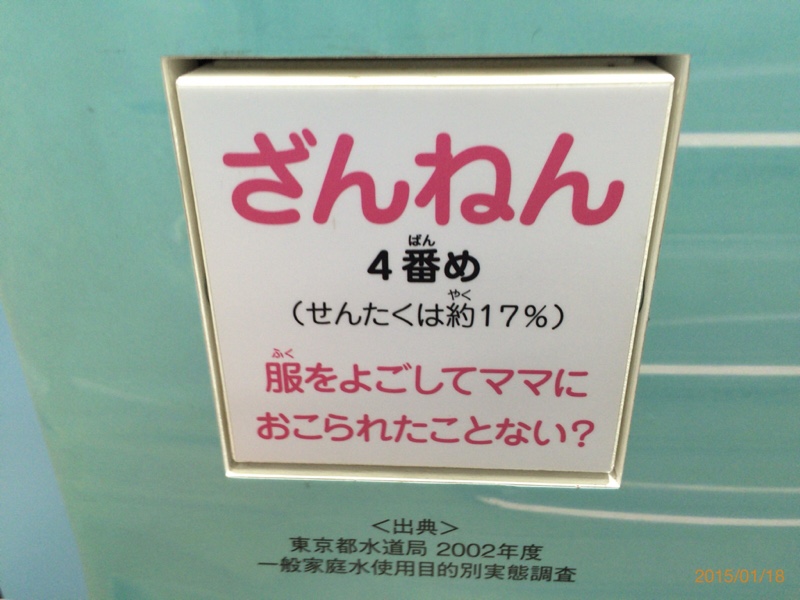 ざんねん
4番め
ばん
(せんたくは約17%)
やく
服をよごしてママに
ふく
おこられたことない?
<出典>
東京都水道局 2002年度
一般家庭水使用目的別実態調査
2015/01/18